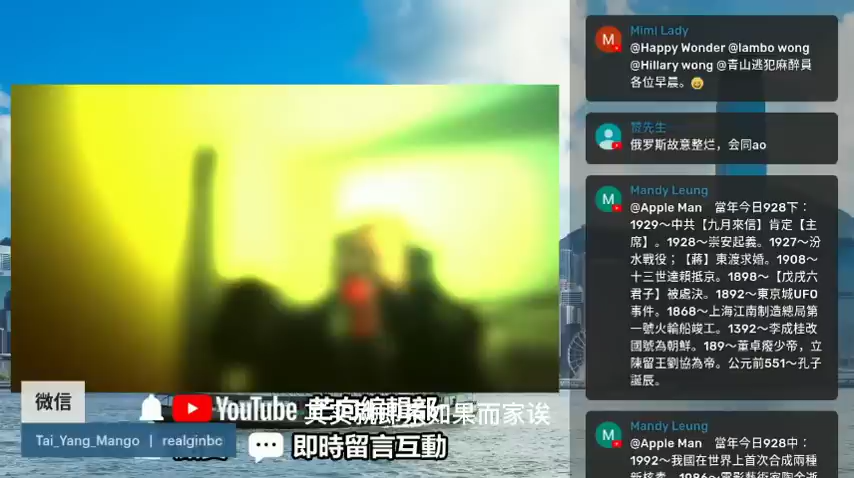 Mimi Lady
@Happy Wonder @lambo wong
@Hillary wong @青山逃犯麻醉員
各位早晨。😄
贊先生
俄罗斯故意整烂，会同ao
Mandy Leung
@Apple Man 當年今日928下：
1929～中共【九月來信】肯定【主
席】。1928～崇安起義。1927～汾
水戰役；【蔣】東渡求婚。1908～
十三世達賴抵京。1898～【戊戌六
君子】被處決。1892～東京城UFO
事件。1868～上海江南制造總局第
一號火輪船竣工。1392～李成桂改
國號為朝鮮。189～董卓廢少帝，立
陳留王劉協為帝。公元前551～孔子
誕辰。
Mandy Leung
@Apple Man 當年今日928中：
1992～我國在世界上首次合成兩種
微信
Tai_Yang_Mango | realginbc
YouTube
如果而家诶
即時留言互動